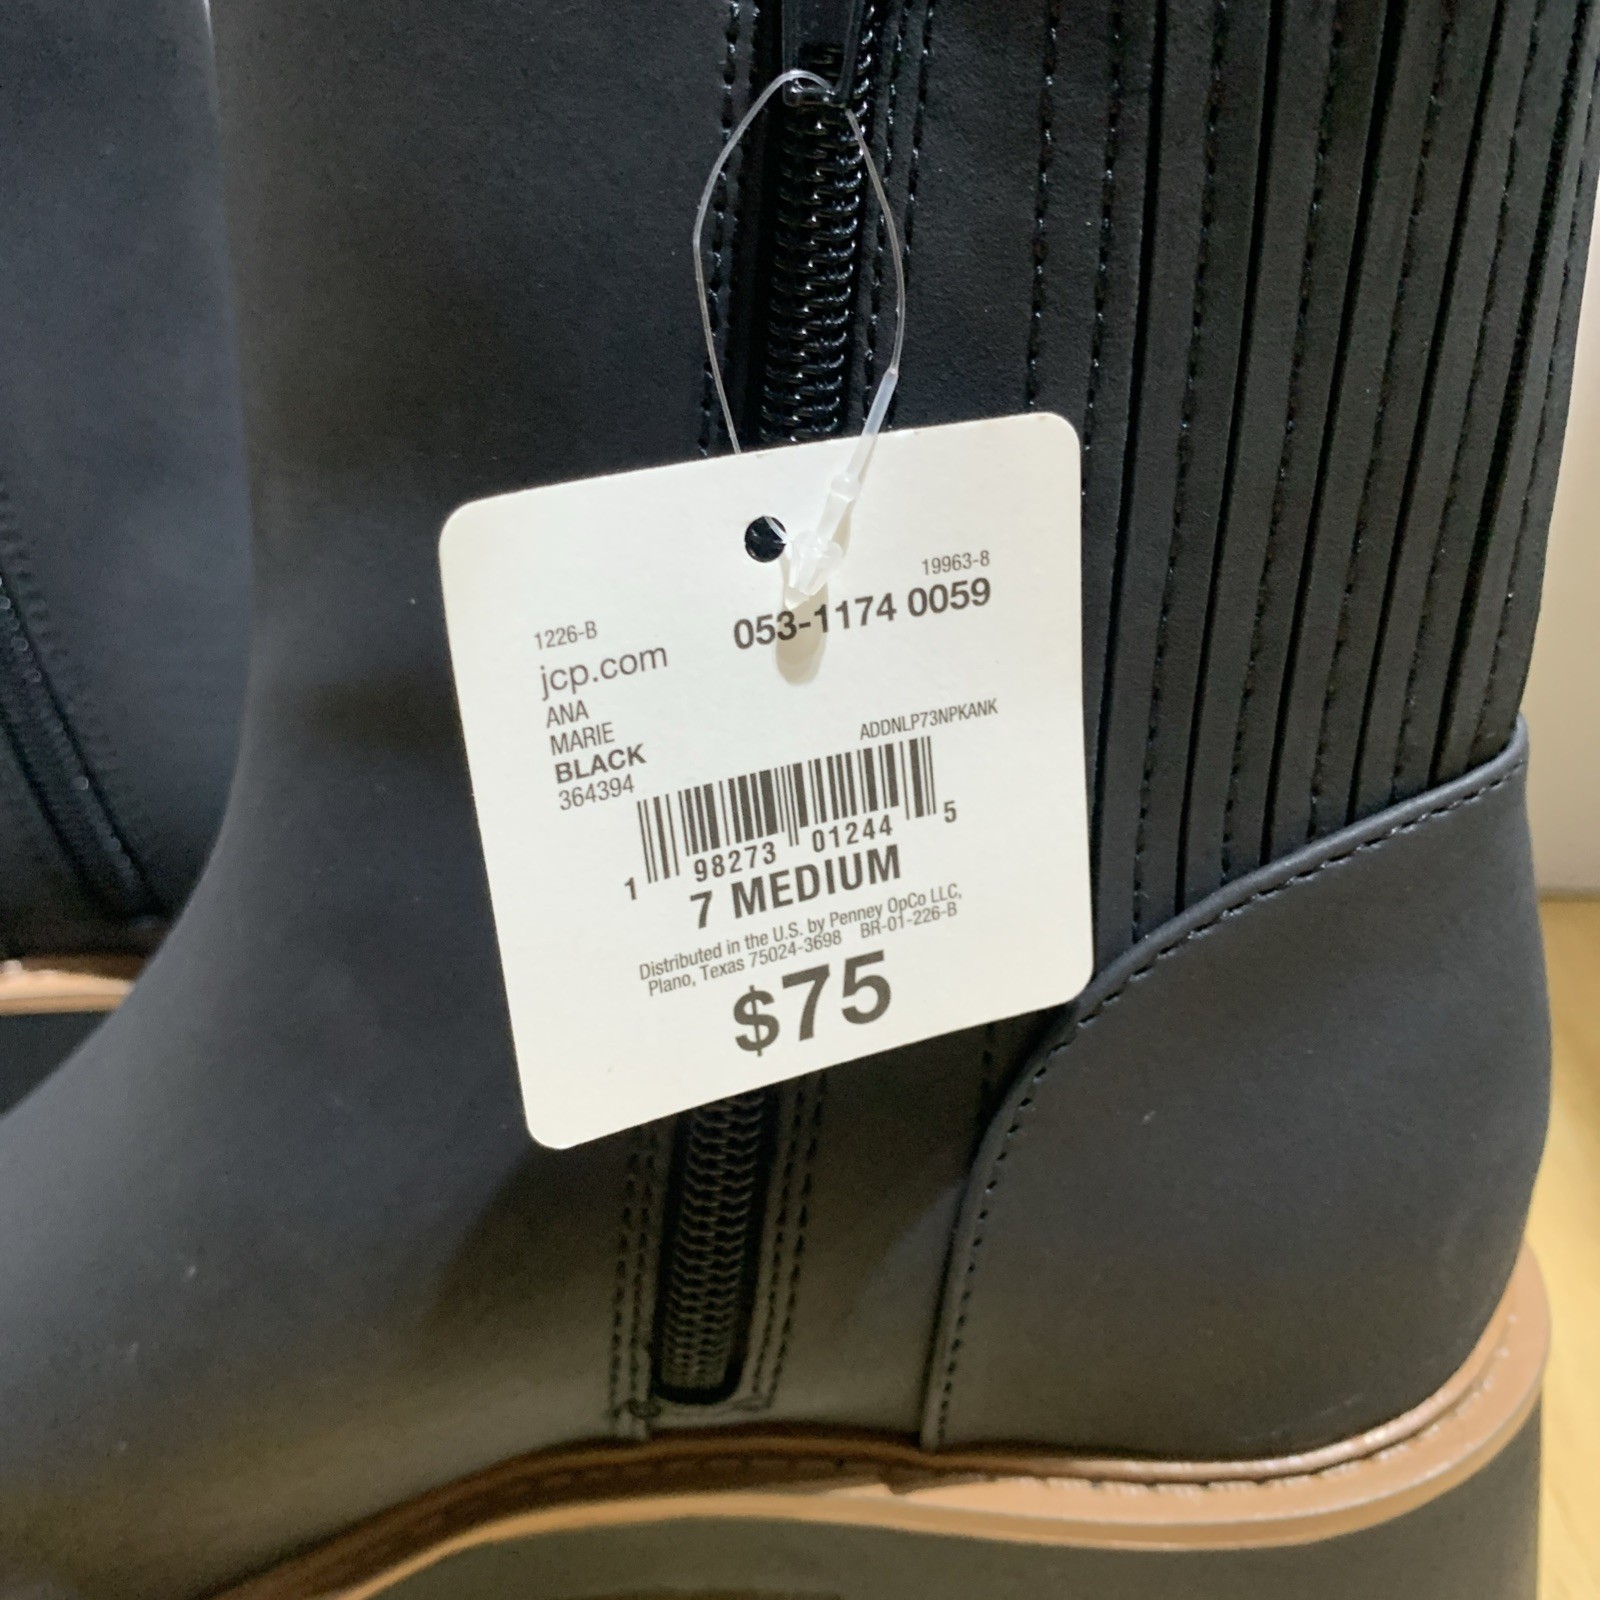 19963-8
1226-B
053-1174 0059
jcp.com
ANA
MARIE
BLACK
364394
ADDNLP73NPKANK
1 98273 01244 5
7 MEDIUM
Distributed in the U.S. by Penney OpCo LLC,
Plano, Texas 75024-3698 BR-01-226-B
$75